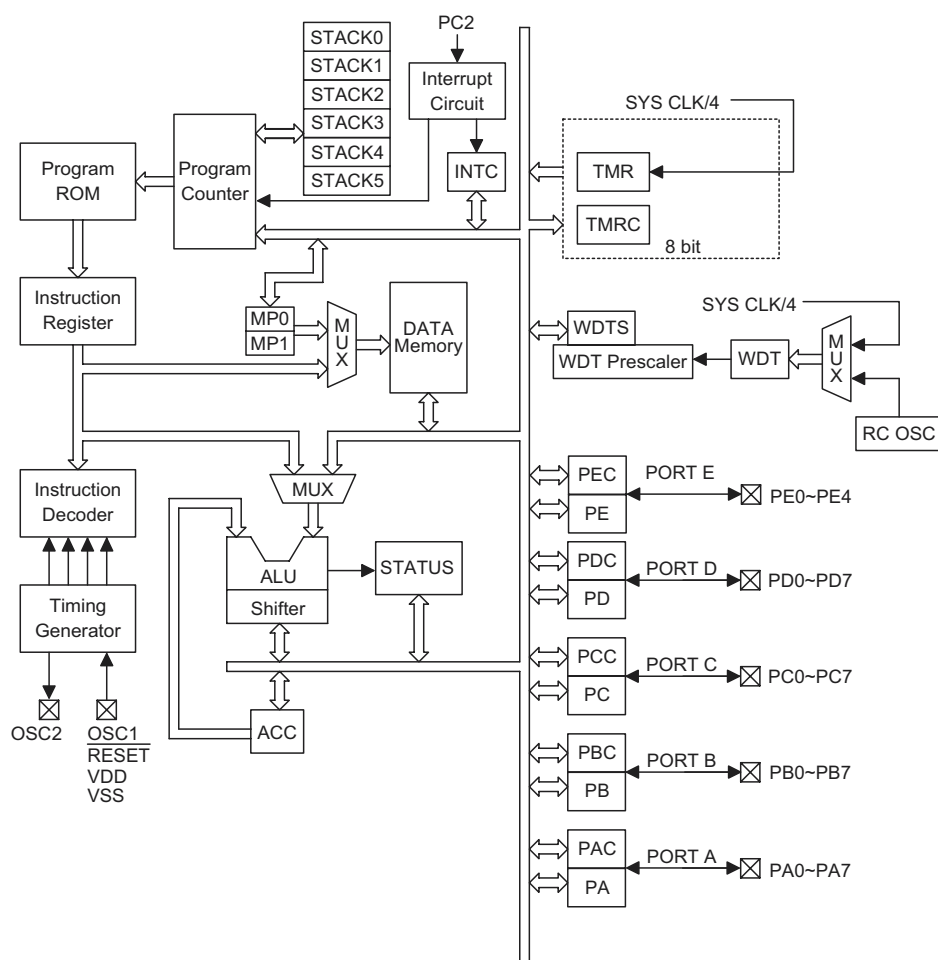 STACK0
STACK1
STACK2
STACK3
STACK4
STACK5
PC2
Interrupt
Circuit
INTC
Program
ROM
Program
Counter
SYS CLK/4
TMR
TMRC
8 bit
Instruction
Register
MP0
MP1
MUX
DATA
Memory
SYS CLK/4
WDTS
WDT Prescaler
WDT
MUX
RC OSC
Instruction
Decoder
MUX
ALU
Shifter
STATUS
Timing
Generator
ACC
OSC2
OSC1
RESET
VDD
VSS
PEC
PE
PORT E
PE0~PE4
PDC
PD
PORT D
PD0~PD7
PCC
PC
PORT C
PC0~PC7
PBC
PB
PORT B
PB0~PB7
PAC
PA
PORT A
PA0~PA7